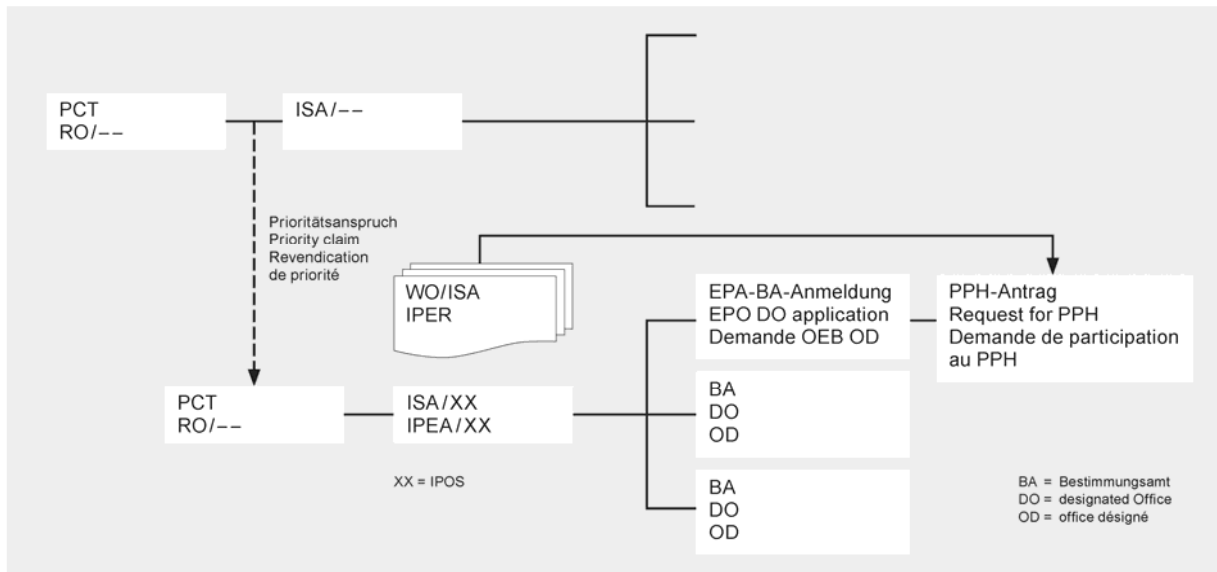 PCT
RO/--
ISA/--
Prioritätsanspruch
Priority claim
Revendication
de priorité
WO/ISA
IPER
EPA-BA-Anmeldung
EPO DO application
Demande OEB OD
PPH-Antrag
Request for PPH
Demande de participation
au PPH
PCT
RO/--
ISA/XX
IPEA/XX
BA
DO
OD
XX = IPOS
BA
DO
OD
BA = Bestimmungsamt
DO = designated Office
OD = office désigné